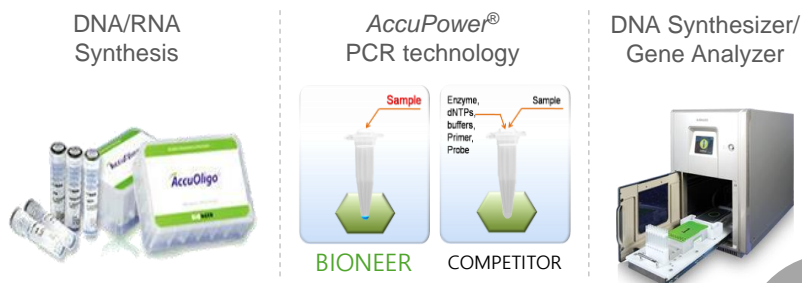 DNA/RNA
Synthesis
AccuOligo
AccuPower®
PCR technology
Sample
BIONEER
Enzyme,
dNTPs,
buffers,
Primer,
Probe
Sample
COMPETITOR
DNA Synthesizer/
Gene Analyzer